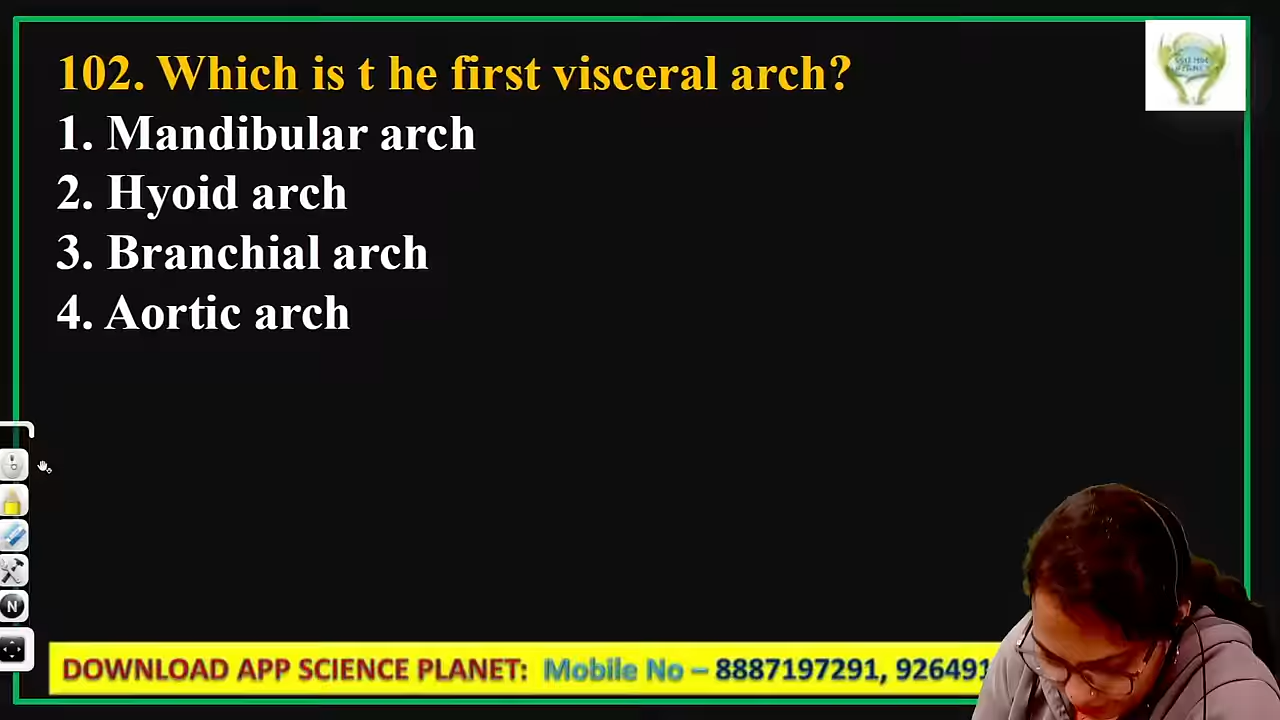 102. Which is t he first visceral arch?
1. Mandibular arch
2. Hyoid arch
3. Branchial arch
4. Aortic arch
N
DOWNLOAD APP SCIENCE PLANET: Mobile No – 8887197291, 926491